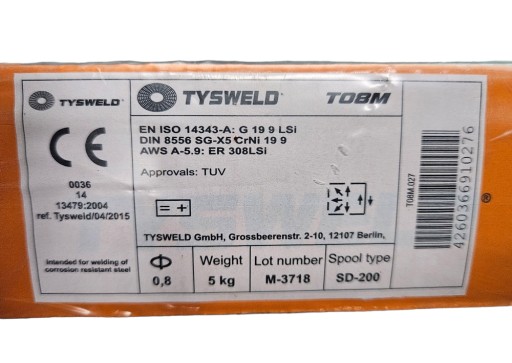 TYSWELD
TYSWELD
TOBM
EN ISO 14343-A: G 19 9 LSi
DIN 8556 SG-X5 CrNi 19 9
AWS A-5.9: ER 308LSi
Approvals: TUV
CE
0036
14
13479:2004
ref. Tysweld/04/2015
= +
TYSWELD GmbH, Grossbeerenstr. 2-10, 12107 Berlin,
Intended for welding of
corrosion resistant steel
Φ Weight Lot number Spool type
0,8 5 kg M-3718 SD-200
T08M.027
4260366910276
®